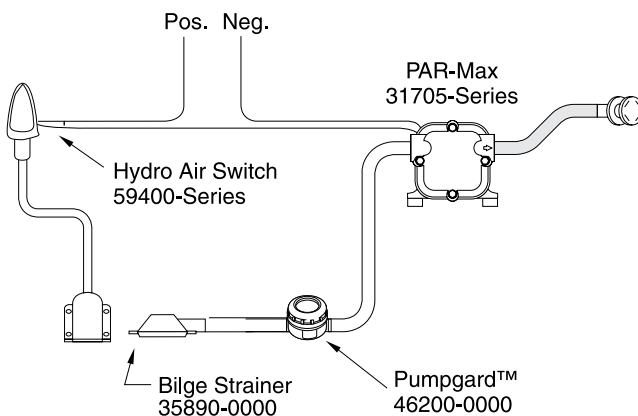 Pos. Neg.
PAR-Max
31705-Series
Hydro Air Switch
59400-Series
Bilge Strainer
35890-0000
Pumpgard™
46200-0000